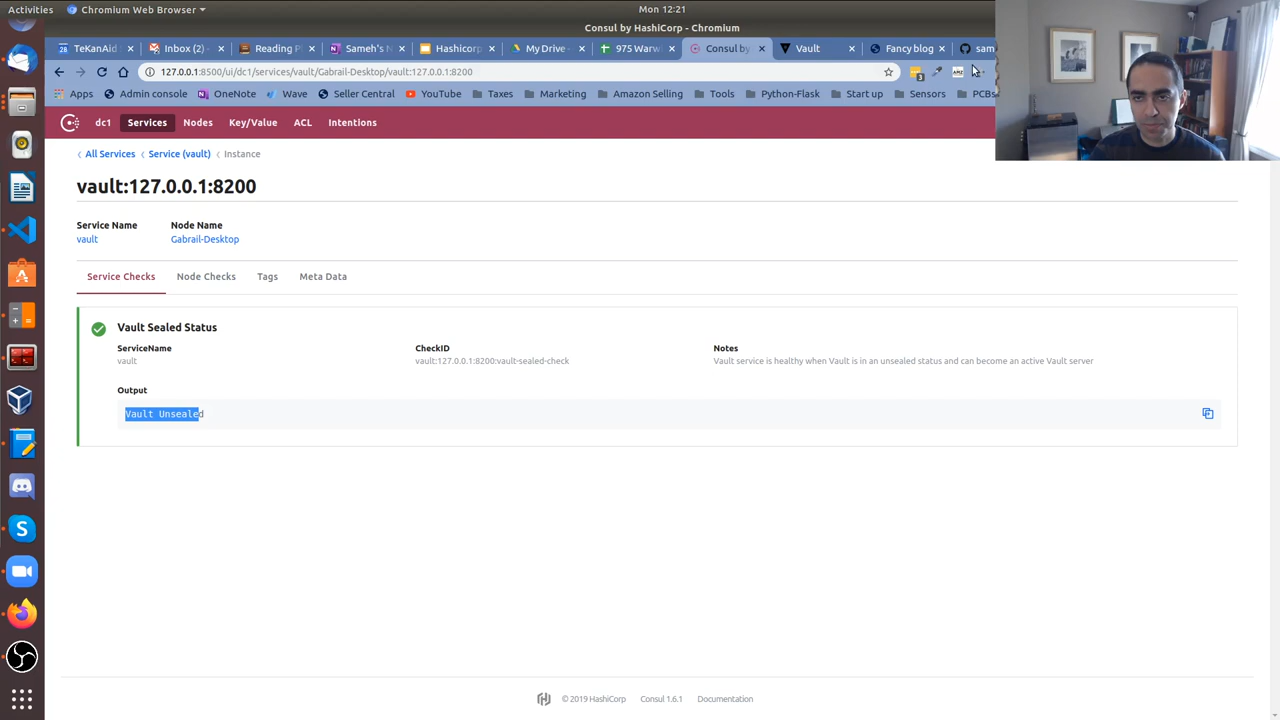 Activities
Chromium Web Browser
Mon 12:21
Consul by HashiCorp - Chromium
TeKanAid
Inbox (2) -
Reading P
Sameh's N
Hashicorp
My Drive -
975 Warw
Consul by
Vault
Fancy blog
sam
127.0.0.1:8500/ui/dc1/services/vault/Gabrail-Desktop/vault:127.0.0.1:8200
Apps
Admin console
OneNote
Wave
Seller Central
YouTube
Taxes
Marketing
Amazon Selling
Tools
Python-Flask
Start up
Sensors
PCBs
dc1
Services
Nodes
Key/Value
ACL
Intentions
All Services
Service (vault)
Instance
vault:127.0.0.1:8200
Service Name
Node Name
vault
Gabrail-Desktop
Service Checks
Node Checks
Tags
Meta Data
Vault Sealed Status
ServiceName
CheckID
Notes
vault
vault:127.0.0.1:8200:vault-sealed-check
Vault service is healthy when Vault is in an unsealed status and can become an active Vault server
Output
Vault Unsealed
© 2019 HashiCorp
Consul 1.6.1
Documentation